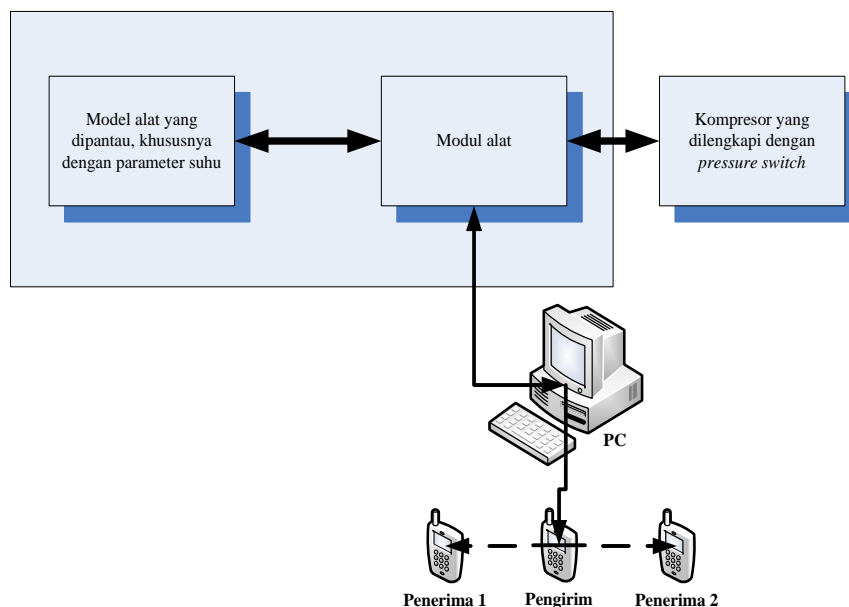 Model alat yang
dipantau, khususnya
dengan parameter suhu
Modul alat
Kompresor yang
dilengkapi dengan
pressure switch
PC
Penerima 1
Pengirim
Penerima 2